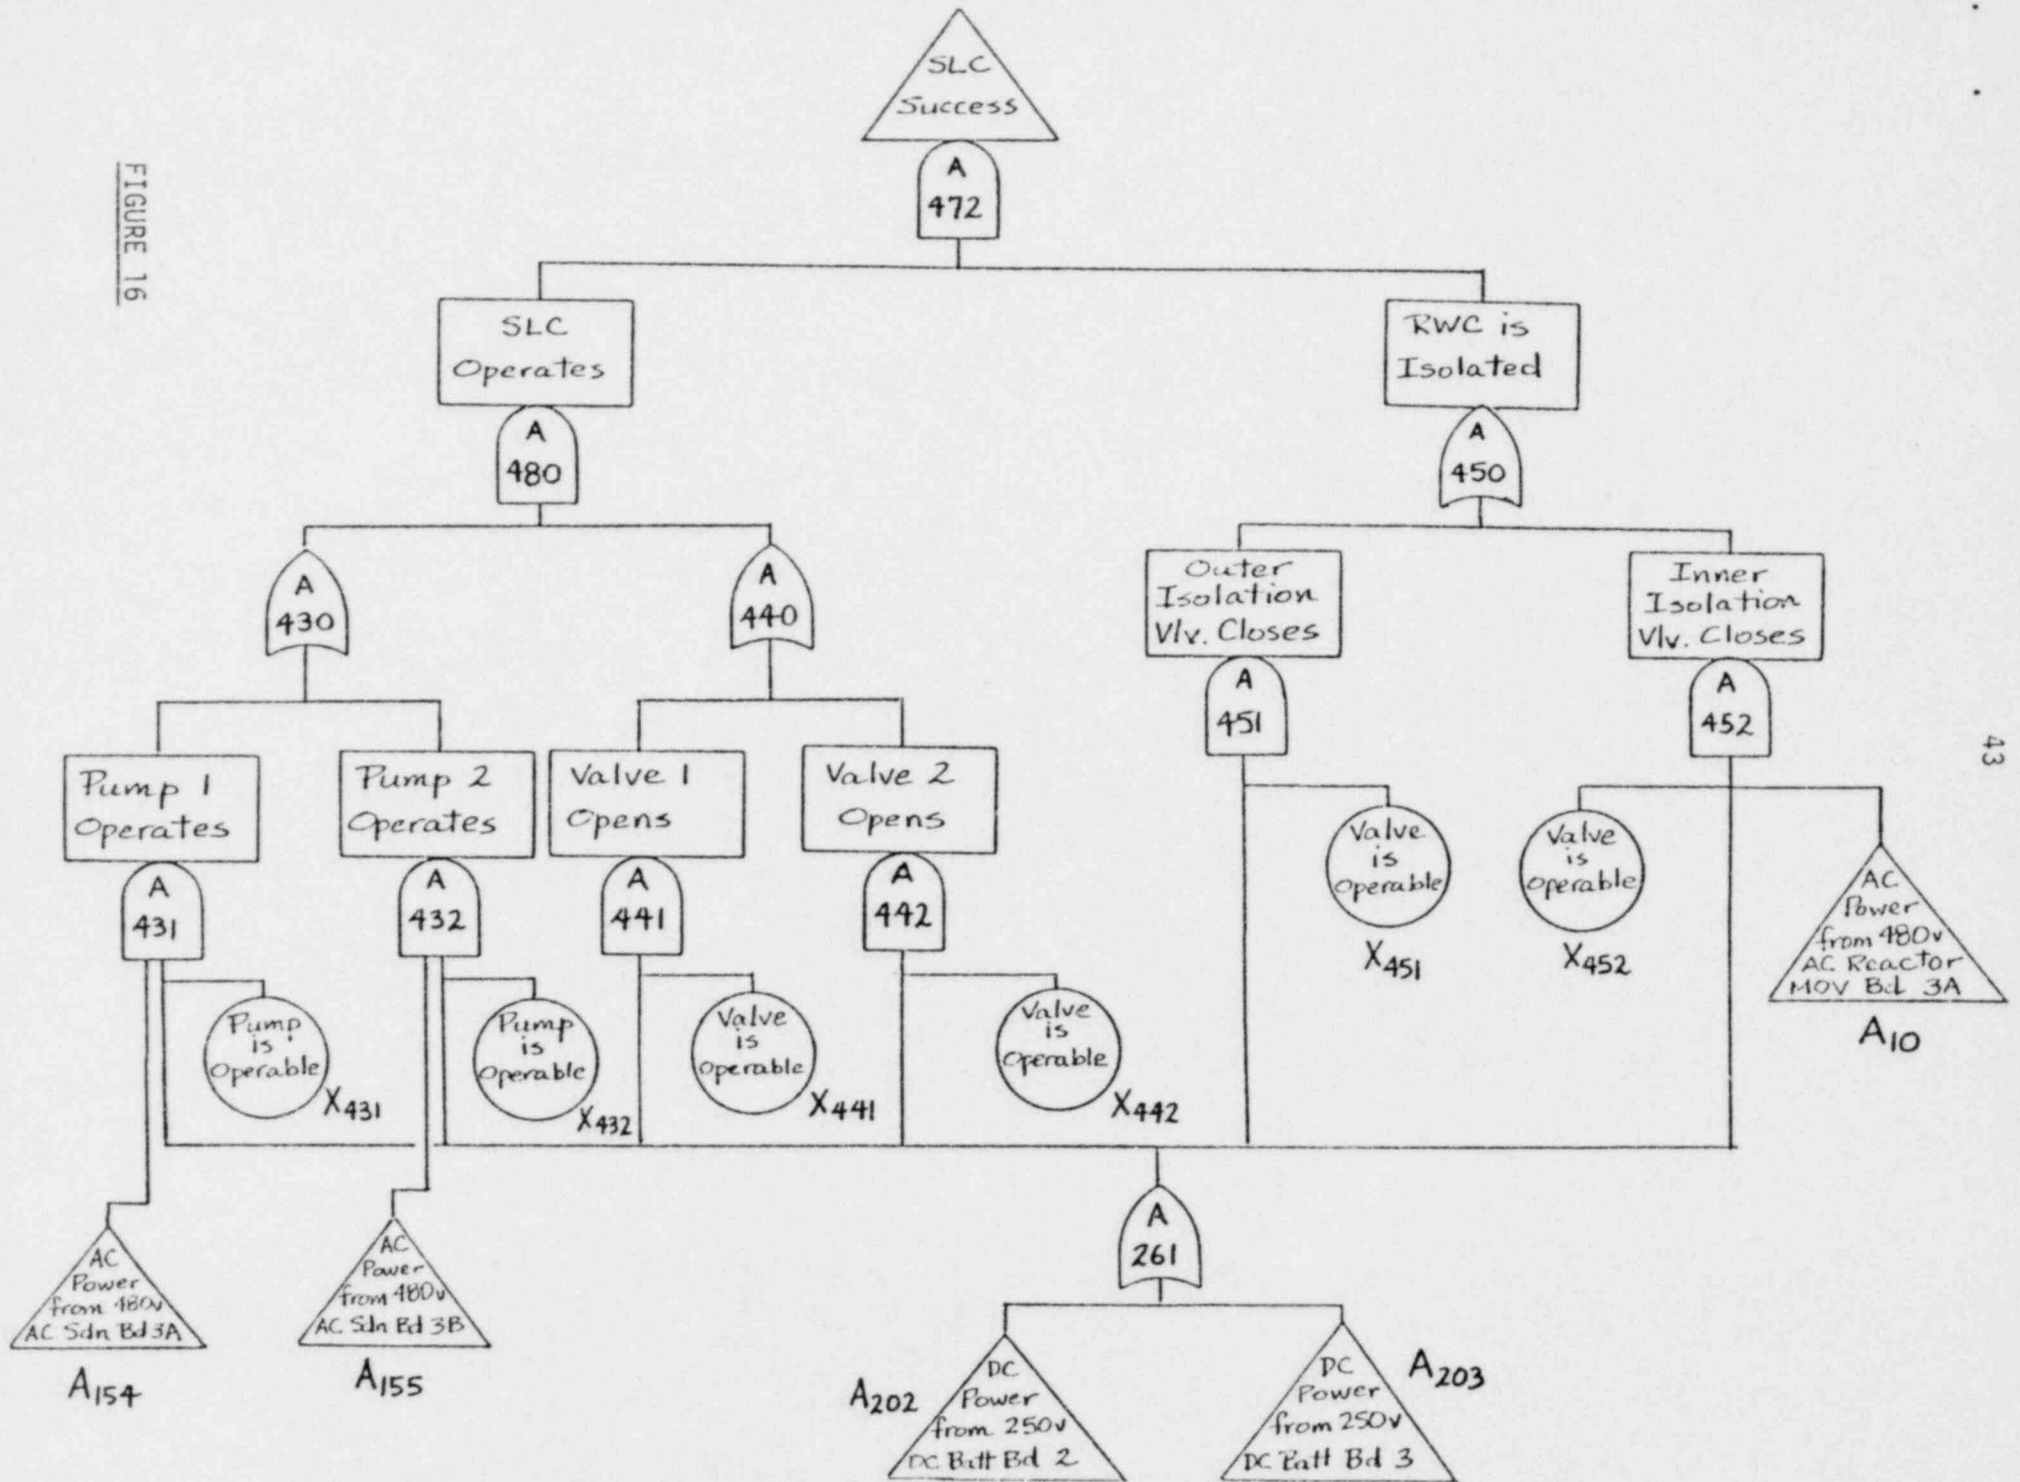 SLC
Success
A
472
FIGURE 16
SLC
Operates
RWC is
Isolated
A
480
A
450
A
430
A
440
Outer
Isolation
Vlv. Closes
Inner
Isolation
Vlv. Closes
A
451
A
452
43
Pump 1
Operates
Pump 2
Operates
Valve 1
Opens
Valve 2
Opens
A
431
A
432
A
441
A
442
Valve
is
Operable
X451
Valve
is
Operable
X452
AC
Power
from 480v
AC Reactor
MOV Bd 3A
A10
Pump
is
Operable
X431
Pump
is
Operable
X432
Valve
is
Operable
X441
Valve
is
Operable
X442
A
261
AC
Power
from 480v
AC Sdn Bd 3A
A154
AC
Power
from 480v
AC Sdn Bd 3B
A155
A202
DC
Power
from 250v
DC Batt Bd 2
A203
DC
Power
from 250v
DC Batt Bd 3